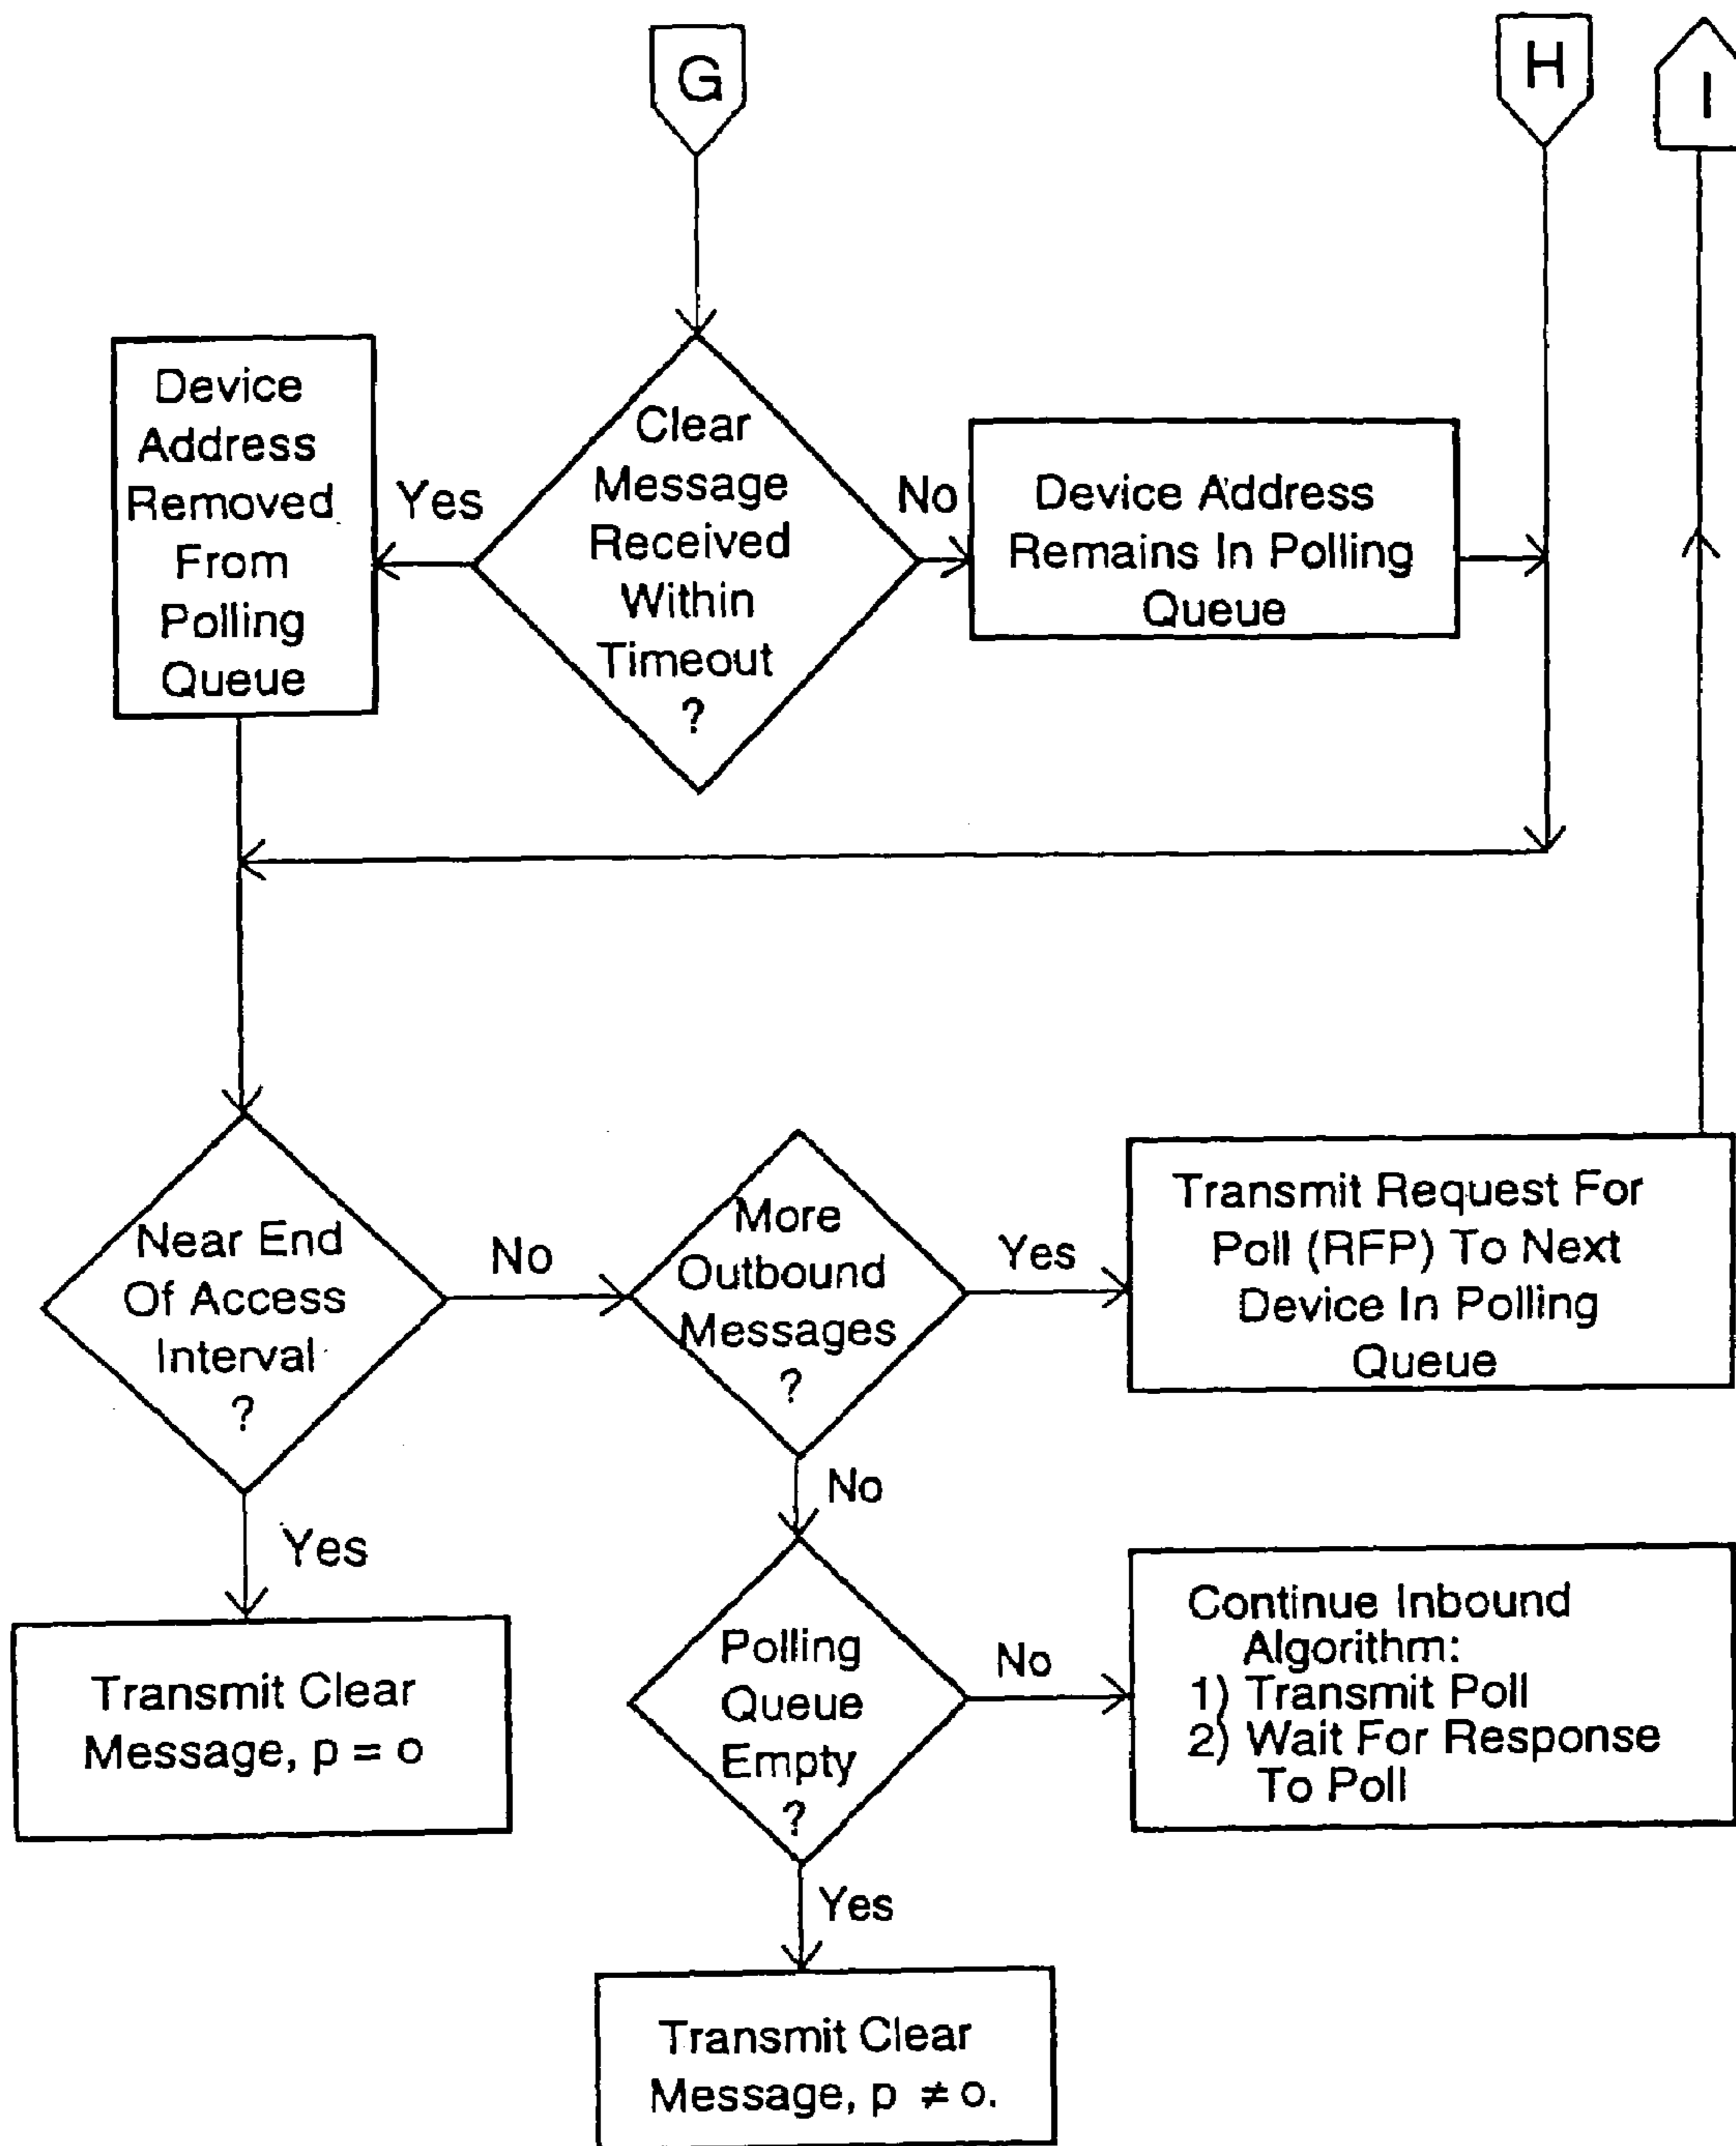 G
H
I
Device
Address
Removed
From
Polling
Queue
Yes
Clear
Message
Received
Within
Timeout
?
No
Device Address
Remains In Polling
Queue
Near End
Of Access
Interval
?
No
More
Outbound
Messages
?
Yes
Transmit Request For
Poll (RFP) To Next
Device In Polling
Queue
Yes
No
Transmit Clear
Message, p = o
Polling
Queue
Empty
?
No
Continue Inbound
Algorithm:
1) Transmit Poll
2) Wait For Response
To Poll
Yes
Transmit Clear
Message, p ≠ o.